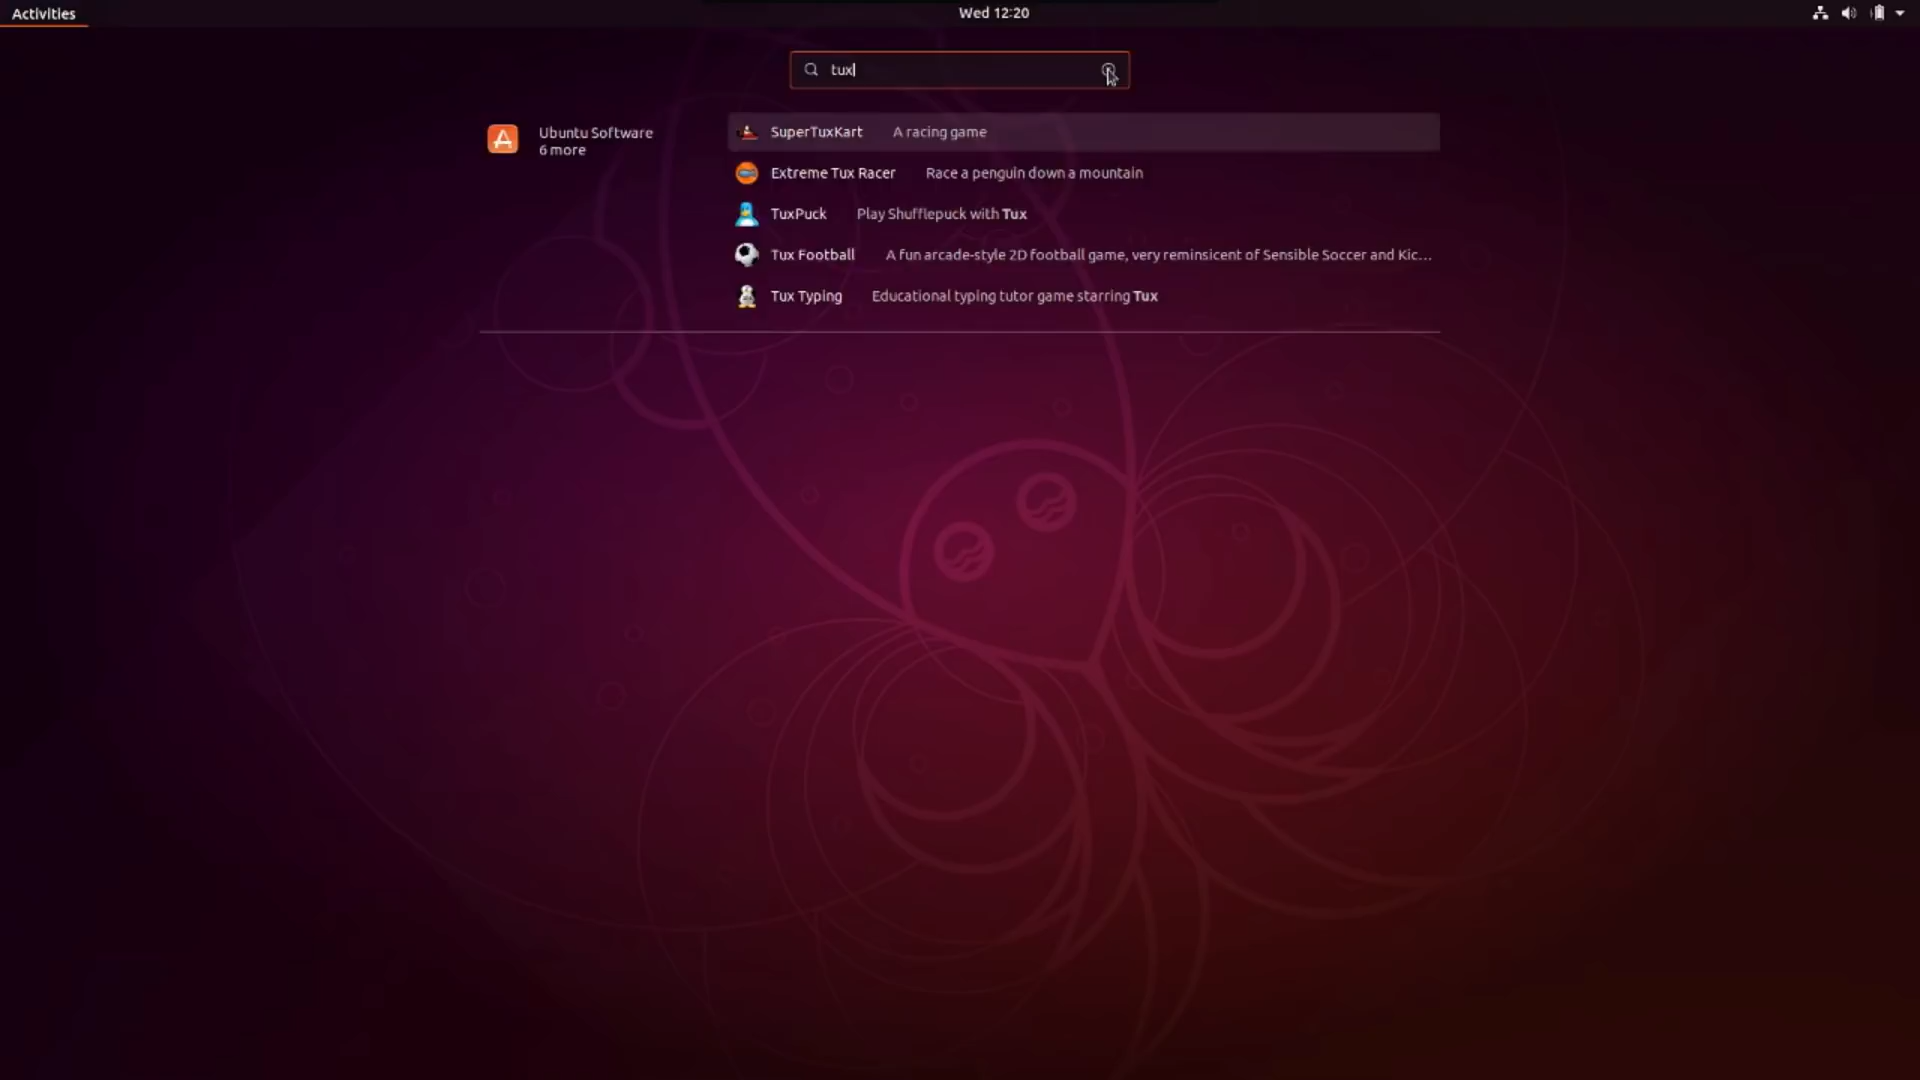 Activities
Wed 12:20
tux
Ubuntu Software
6 more
SuperTuxKart A racing game
Extreme Tux Racer Race a penguin down a mountain
TuxPuck Play Shufflepuck with Tux
Tux Football A fun arcade-style 2D football game, very reminsicent of Sensible Soccer and Kic...
Tux Typing Educational typing tutor game starring Tux